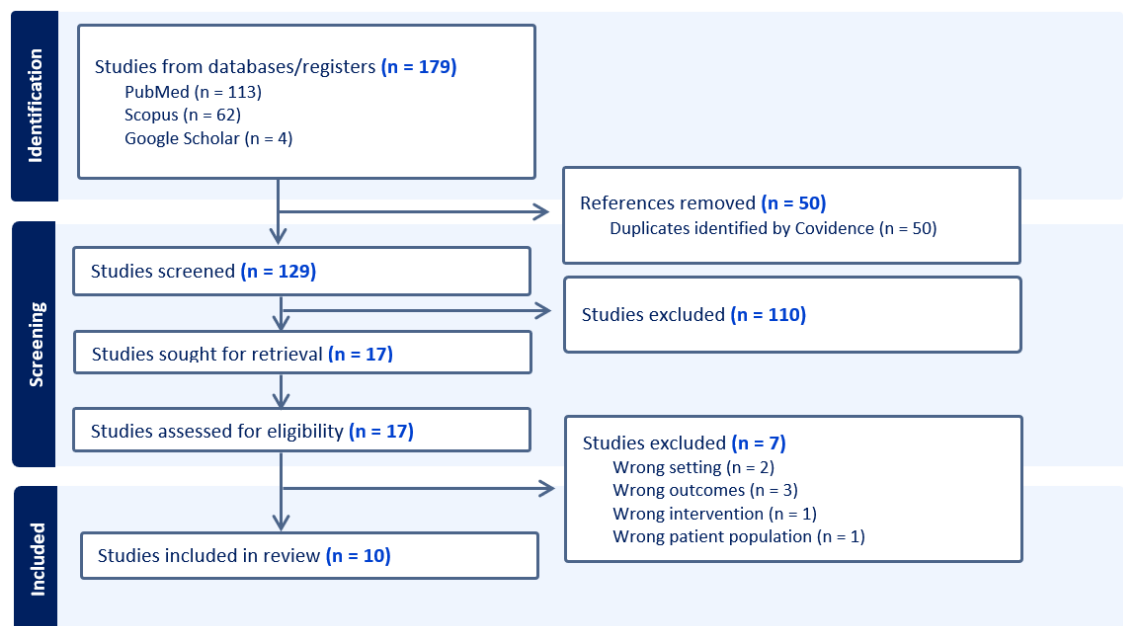 Identification
Studies from databases/registers (n = 179)
PubMed (n = 113)
Scopus (n = 62)
Google Scholar (n = 4)
References removed (n = 50)
Duplicates identified by Covidence (n = 50)
Screening
Studies screened (n = 129)
Studies excluded (n = 110)
Studies sought for retrieval (n = 17)
Studies assessed for eligibility (n = 17)
Studies excluded (n = 7)
Wrong setting (n = 2)
Wrong outcomes (n = 3)
Wrong intervention (n = 1)
Wrong patient population (n = 1)
Included
Studies included in review (n = 10)